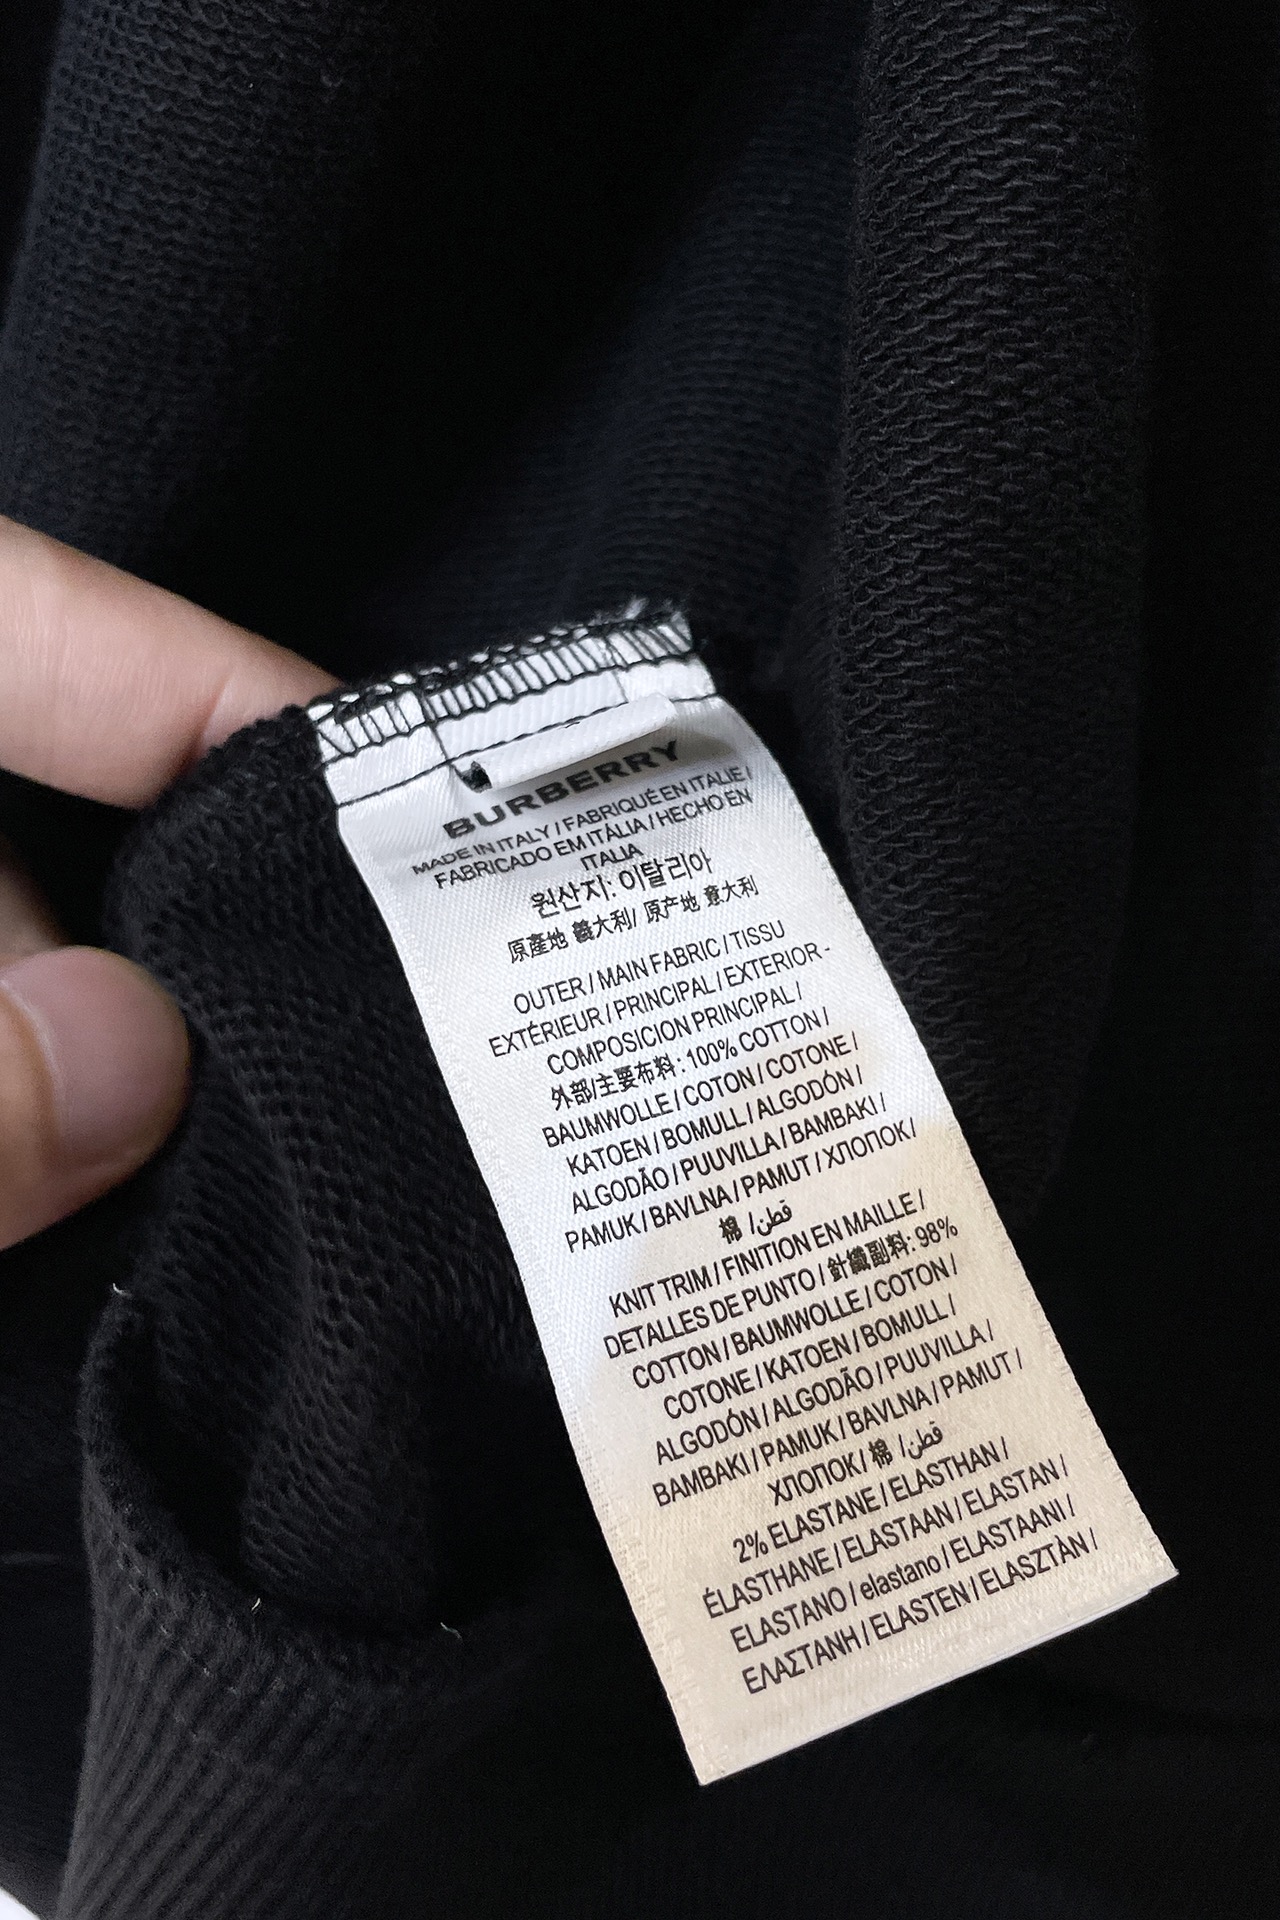 BURBERRY
MADE IN ITALY / FABRIQUÉ EN ITALIE /
FABRICADO EM ITÀLIA / HECHO EN
ITALIA
원산지: 이탈리아
原產地 義大利/ 原产地 意大利
OUTER / MAIN FABRIC / TISSU
EXTÉRIEUR / PRINCIPAL / EXTERIOR -
COMPOSICION PRINCIPAL /
外部/主要布料 : 100% COTTON /
BAUMWOLLE / COTON / COTONE /
KATOEN / BOMULL / ALGODÓN /
ALGODÃO / PUUVILLA / BAMBAKI /
PAMUK / BAVLNA / PAMUT / ХЛОПОК /
棉 / قطن
KNIT TRIM / FINITION EN MAILLE /
DETALLES DE PUNTO / 針織副料: 98%
COTTON / BAUMWOLLE / COTON /
COTONE / KATOEN / BOMULL /
ALGODÓN / ALGODÃO / PUUVILLA /
BAMBAKI / PAMUK / BAVLNA / PAMUT /
ХЛОПОК / 棉 / قطن
2% ELASTANE / ELASTHAN /
ÉLASTHANE / ELASTAAN / ELASTAN /
ELASTANO / elastano / ELASTAANI /
ΕΛΑΣΤΑΝΗ / ELASTEN / ELASZTÀN /